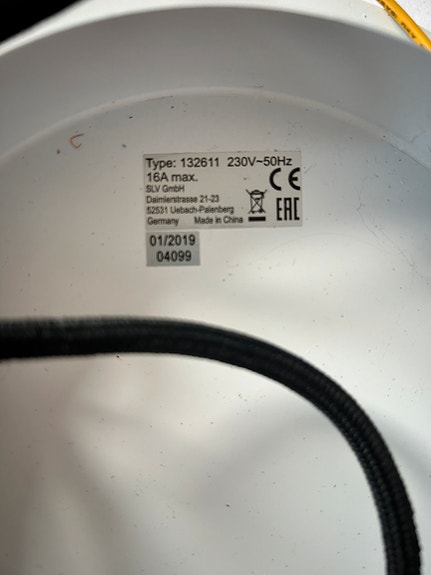 Type: 132611 230V~50Hz
16A max.
CE
SLV GmbH
Daimlerstrasse 21-23
52531 Uebach-Palenberg
Germany Made in China
EAC
01/2019
04099